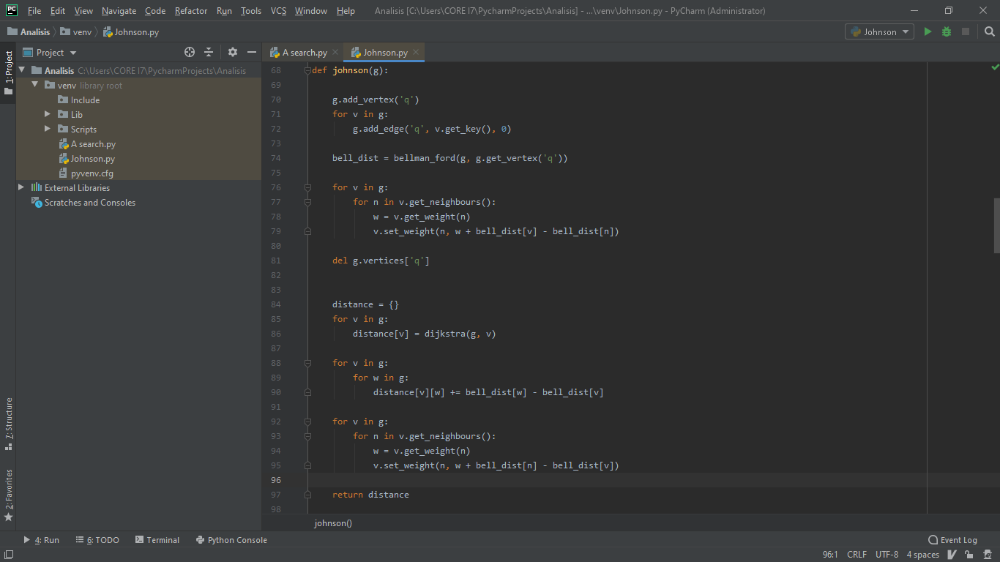 PC File Edit View Navigate Code Refactor Run Tools VCS Window Help Analisis [C:\Users\CORE I7\PycharmProjects\Analisis] - ...\venv\Johnson.py - PyCharm (Administrator)
Analisis venv Johnson.py Johnson
1: Project
Project A search.py Johnson.py
Analisis C:\Users\CORE I7\PycharmProjects\Analisis
venv library root
Include
Lib
Scripts
A search.py
Johnson.py
pyvenv.cfg
External Libraries
Scratches and Consoles
68 def johnson(g):
69
70 g.add_vertex('q')
71 for v in g:
72 g.add_edge('q', v.get_key(), 0)
73
74 bell_dist = bellman_ford(g, g.get_vertex('q'))
75
76 for v in g:
77 for n in v.get_neighbours():
78 w = v.get_weight(n)
79 v.set_weight(n, w + bell_dist[v] - bell_dist[n])
80
81 del g.vertices['q']
82
83
84 distance = {}
85 for v in g:
86 distance[v] = dijkstra(g, v)
87
88 for v in g:
89 for w in g:
90 distance[v][w] += bell_dist[w] - bell_dist[v]
91
92 for v in g:
93 for n in v.get_neighbours():
94 w = v.get_weight(n)
95 v.set_weight(n, w + bell_dist[n] - bell_dist[v])
96
97 return distance
98
7: Structure
2: Favorites
johnson()
4: Run 6: TODO Terminal Python Console Event Log
96:1 CRLF UTF-8 4 spaces